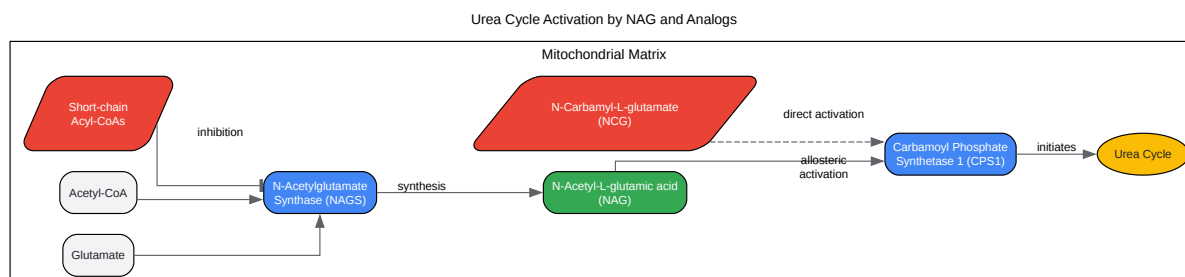 Urea Cycle Activation by NAG and Analogs
Mitochondrial Matrix
Short-chain
Acyl-CoAs
inhibition
N-Carbamyl-L-glutamate
(NCG)
direct activation
Carbamoyl Phosphate
Synthetase 1 (CPS1)
initiates
Urea Cycle
allosteric
activation
Acetyl-CoA
N-Acetylglutamate
Synthase (NAGS)
synthesis
N-Acetyl-L-glutamic acid
(NAG)
Glutamate